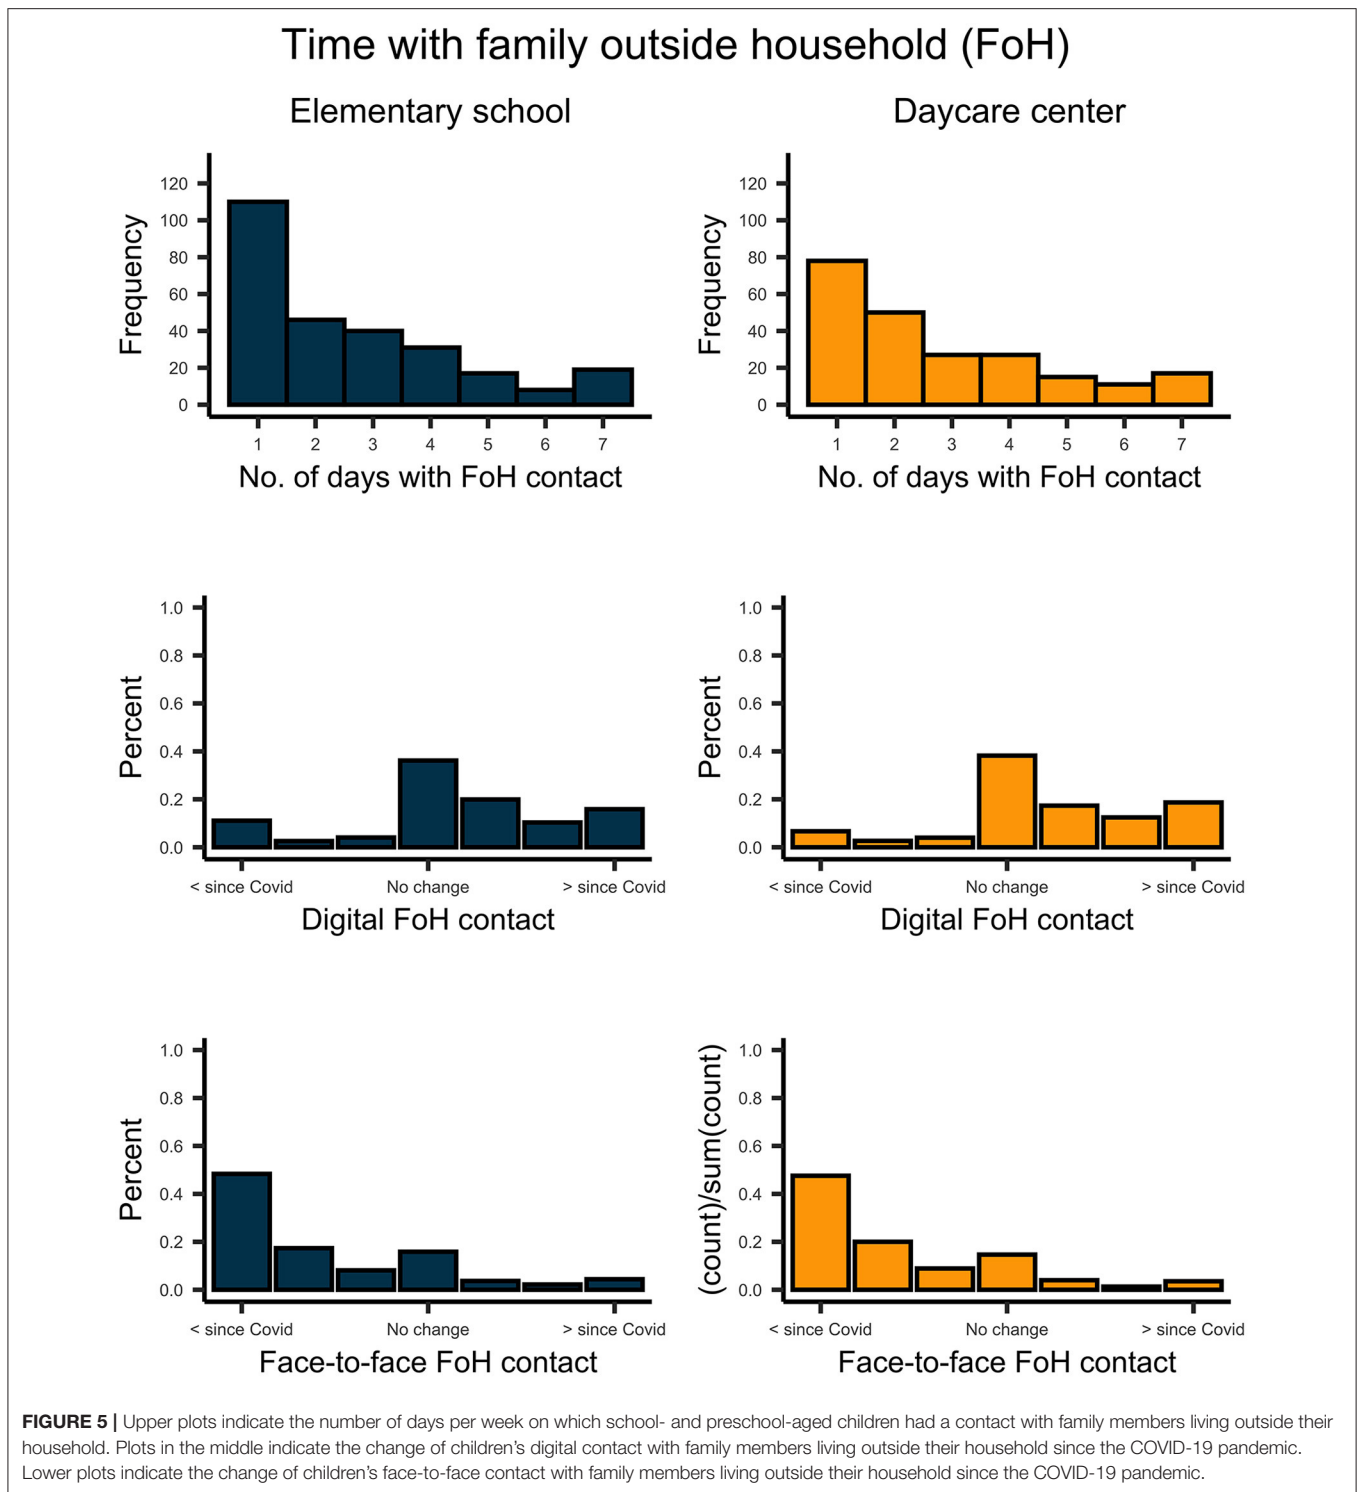 Time with family outside household (FoH)
Elementary school
Daycare center
Frequency
120
100
80
60
40
20
0
1 2 3 4 5 6 7
No. of days with FoH contact
Frequency
120
100
80
60
40
20
0
1 2 3 4 5 6 7
No. of days with FoH contact
Percent
1.0
0.8
0.6
0.4
0.2
0.0
< since Covid No change > since Covid
Digital FoH contact
Percent
1.0
0.8
0.6
0.4
0.2
0.0
< since Covid No change > since Covid
Digital FoH contact
Percent
1.0
0.8
0.6
0.4
0.2
0.0
< since Covid No change > since Covid
Face-to-face FoH contact
(count)/sum(count)
1.0
0.8
0.6
0.4
0.2
0.0
< since Covid No change > since Covid
Face-to-face FoH contact
FIGURE 5 | Upper plots indicate the number of days per week on which school- and preschool-aged children had a contact with family members living outside their
household. Plots in the middle indicate the change of children's digital contact with family members living outside their household since the COVID-19 pandemic.
Lower plots indicate the change of children's face-to-face contact with family members living outside their household since the COVID-19 pandemic.